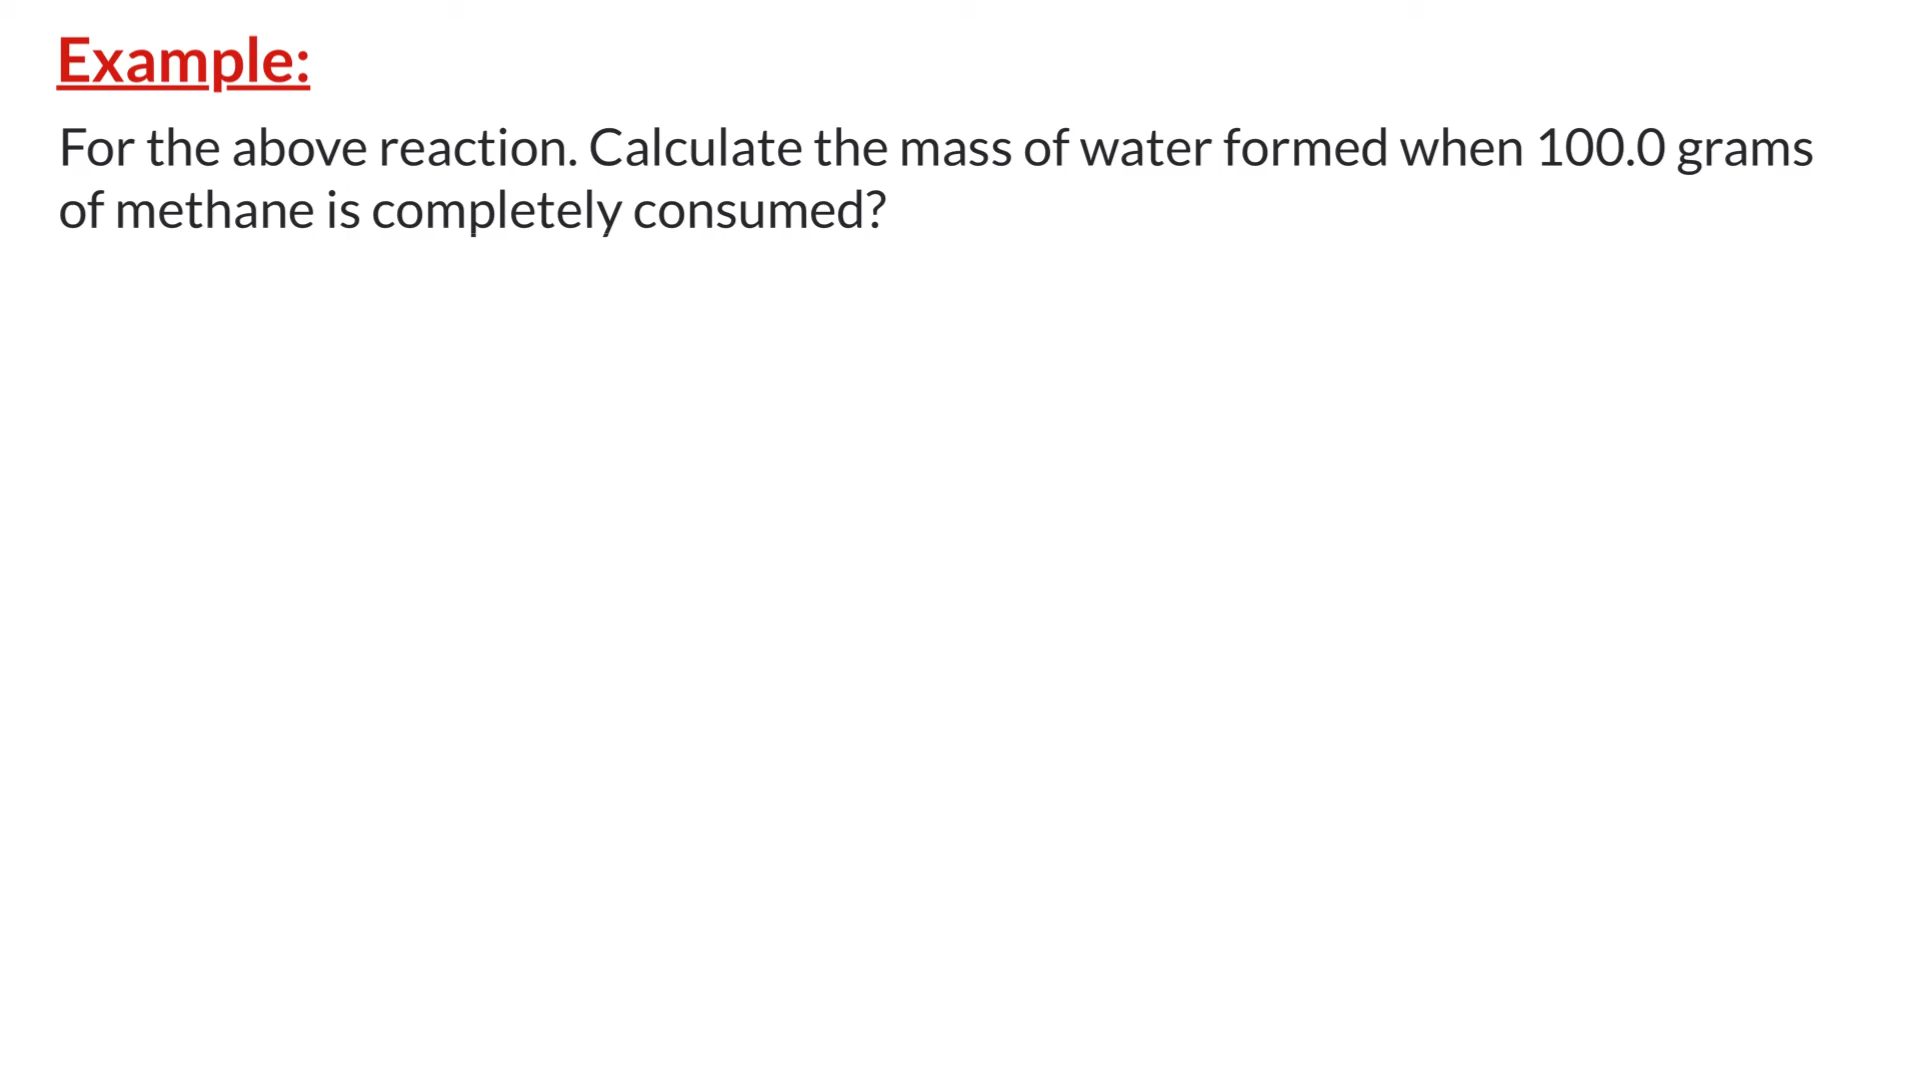 Example:
For the above reaction. Calculate the mass of water formed when 100.0 grams
of methane is completely consumed?